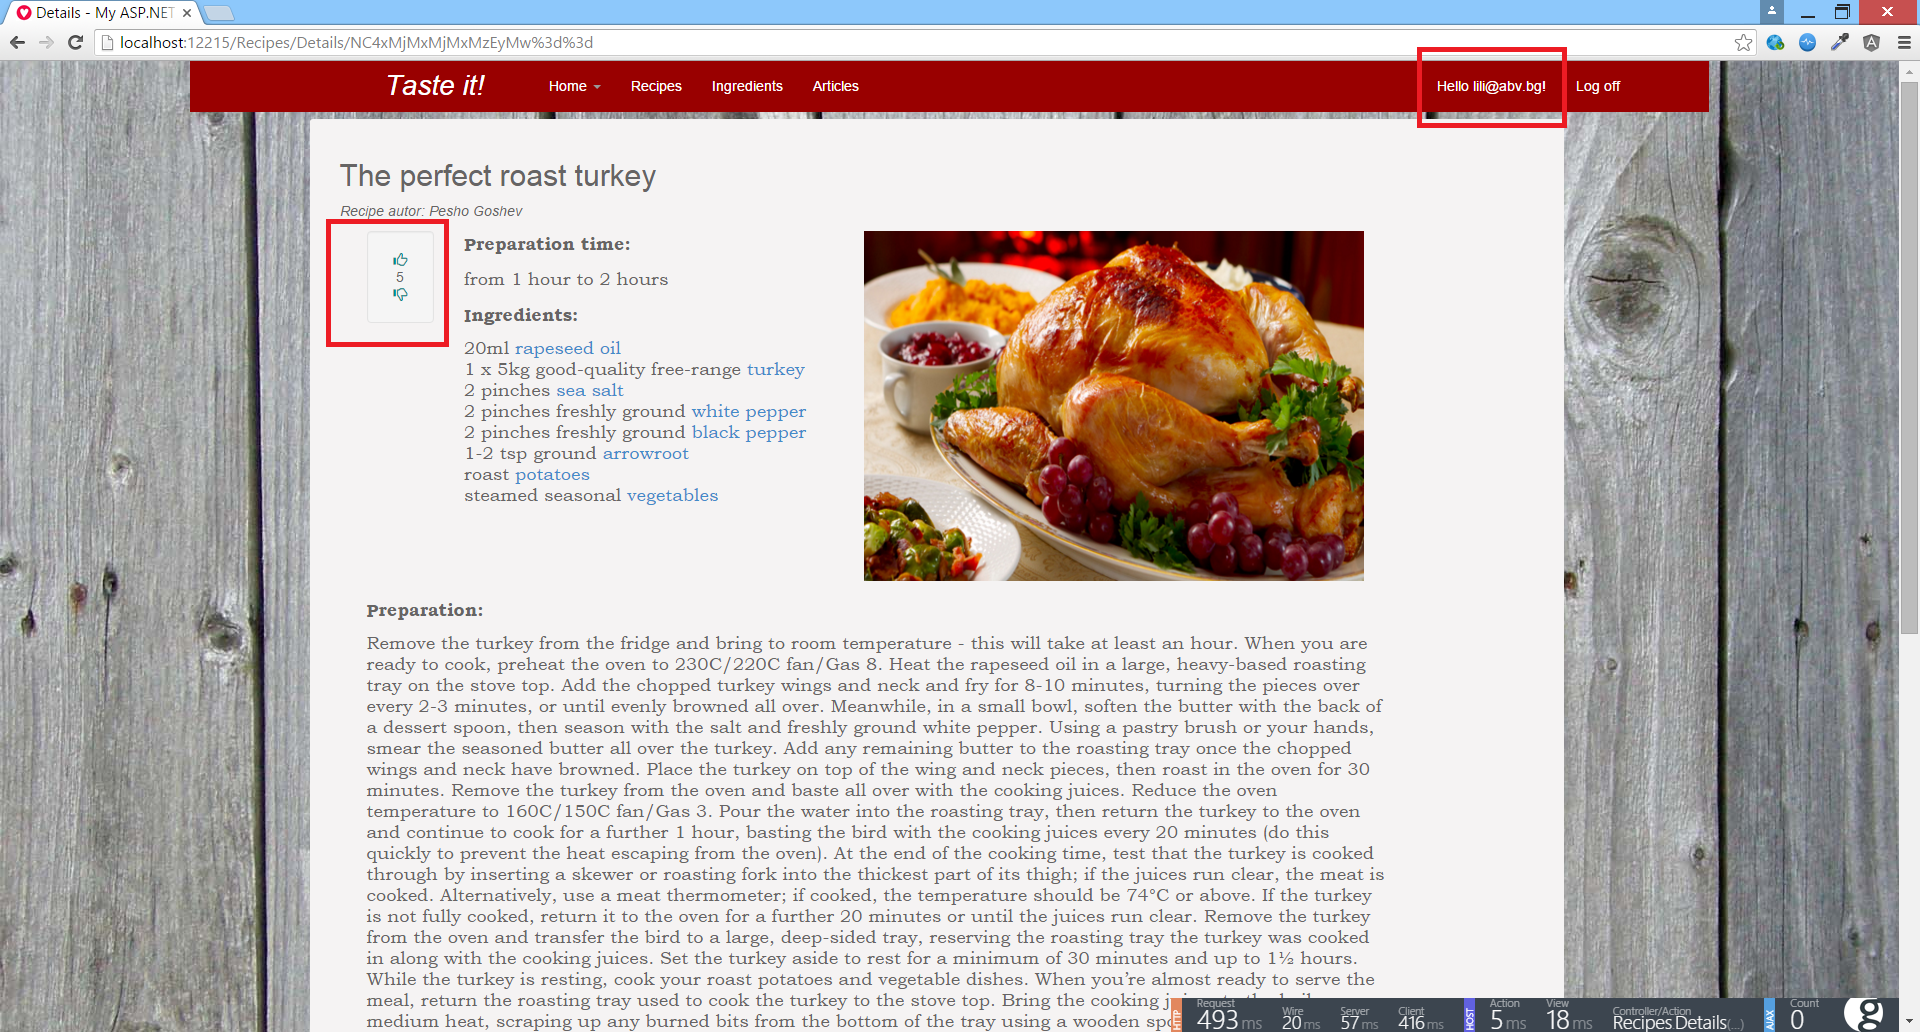 Details - My ASP.NET
localhost:12215/Recipes/Details/NC4xMjMxMjMxMzEyMw%3d%3d
Taste it! Home Recipes Ingredients Articles Hello lili@abv.bg! Log off
The perfect roast turkey
Recipe autor: Pesho Goshev
5
Preparation time:
from 1 hour to 2 hours
Ingredients:
20ml rapeseed oil
1 x 5kg good-quality free-range turkey
2 pinches sea salt
2 pinches freshly ground white pepper
2 pinches freshly ground black pepper
1-2 tsp ground arrowroot
roast potatoes
steamed seasonal vegetables
Preparation:
Remove the turkey from the fridge and bring to room temperature - this will take at least an hour. When you are
ready to cook, preheat the oven to 230C/220C fan/Gas 8. Heat the rapeseed oil in a large, heavy-based roasting
tray on the stove top. Add the chopped turkey wings and neck and fry for 8-10 minutes, turning the pieces over
every 2-3 minutes, or until evenly browned all over. Meanwhile, in a small bowl, soften the butter with the back of
a dessert spoon, then season with the salt and freshly ground white pepper. Using a pastry brush or your hands,
smear the seasoned butter all over the turkey. Add any remaining butter to the roasting tray once the chopped
wings and neck have browned. Place the turkey on top of the wing and neck pieces, then roast in the oven for 30
minutes. Remove the turkey from the oven and baste all over with the cooking juices. Reduce the oven
temperature to 160C/150C fan/Gas 3. Pour the water into the roasting tray, then return the turkey to the oven
and continue to cook for a further 1 hour, basting the bird with the cooking juices every 20 minutes (do this
quickly to prevent the heat escaping from the oven). At the end of the cooking time, test that the turkey is cooked
through by inserting a skewer or roasting fork into the thickest part of its thigh; if the juices run clear, the meat is
cooked. Alternatively, use a meat thermometer; if cooked, the temperature should be 74°C or above. If the turkey
is not fully cooked, return it to the oven for a further 20 minutes or until the juices run clear. Remove the turkey
from the oven and transfer the bird to a large, deep-sided tray, reserving the roasting tray the turkey was cooked
in along with the cooking juices. Set the turkey aside to rest for a minimum of 30 minutes and up to 1½ hours.
While the turkey is resting, cook your roast potatoes and vegetable dishes. When you’re almost ready to serve the
meal, return the roasting tray used to cook the turkey to the stove top. Bring the cooking
medium heat, scraping up any burned bits from the bottom of the tray using a wooden
HTTP Request 493 ms Wire 20 ms Server 57 ms Client 416 ms HOST Action 5 ms View 18 ms Controller/Action Recipes Details(...) AJAX Count 0 g